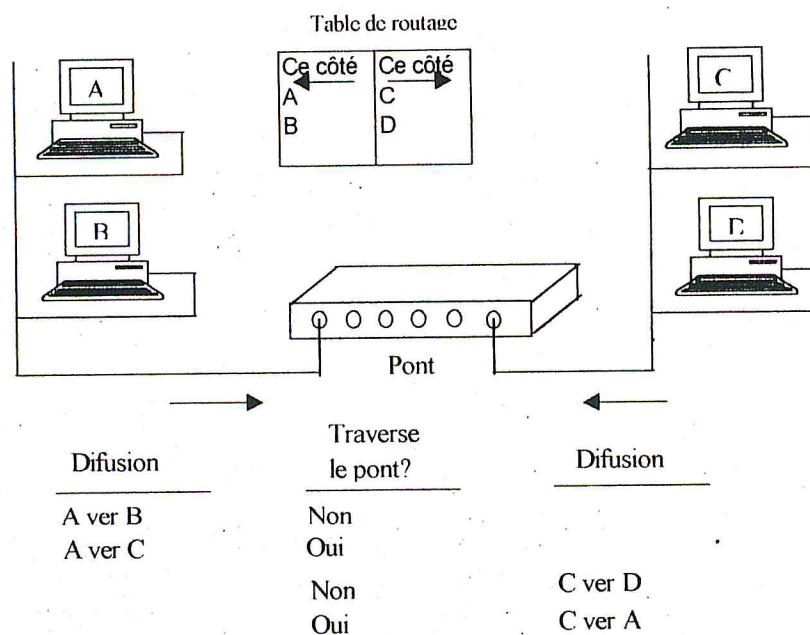 Table de routage
A
Ce côté Ce côté
A C
B D
C
B
D
Pont
Difusion
Traverse
le pont?
Difusion
A ver B Non
A ver C Oui
Non C ver D
Oui C ver A